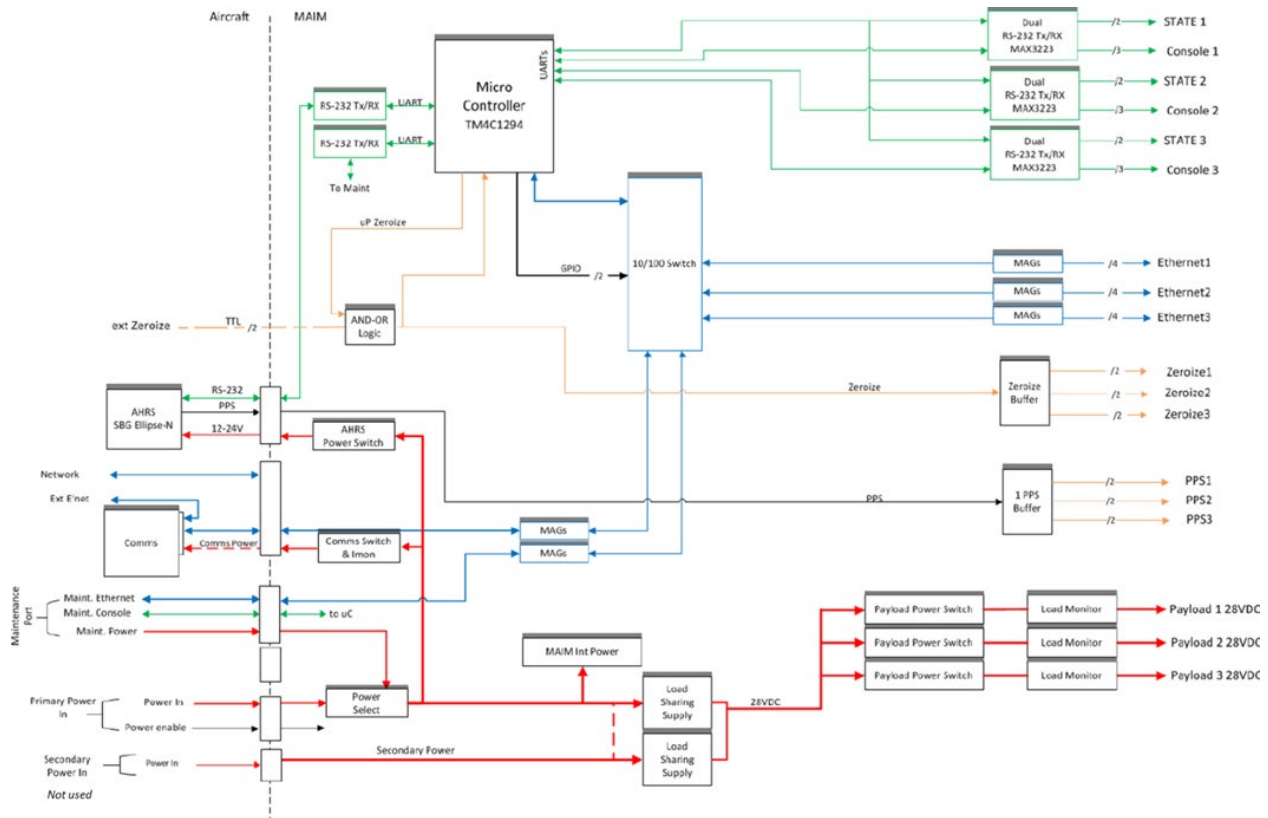 Aircraft
MAIM
Micro
Controller
TM4C1294
UARTs
Dual
RS-232 Tx/RX
MAX3223
/2
STATE 1
/3
Console 1
Dual
RS-232 Tx/RX
MAX3223
/2
STATE 2
/3
Console 2
Dual
RS-232 Tx/RX
MAX3223
/2
STATE 3
/3
Console 3
RS-232 Tx/RX
UART
RS-232 Tx/RX
UART
To Maint
uP Zeroize
GPIO
/2
10/100 Switch
MAGs
/4
Ethernet1
MAGs
/4
Ethernet2
MAGs
/4
Ethernet3
ext Zeroize
TTL
/2
AND-OR
Logic
Zeroize
Zeroize
Buffer
/2
Zeroize1
/2
Zeroize2
/2
Zeroize3
AHRS
SBG Ellipse-N
RS-232
PPS
12-24V
AHRS
Power Switch
Network
Ext E'net
Comms
Comms Power
Comms Switch
& Imon
MAGs
MAGs
PPS
1 PPS
Buffer
/2
PPS1
/2
PPS2
/2
PPS3
Maintenance
Port
Maint. Ethernet
Maint. Console
Maint. Power
to uC
MAIM Int Power
Payload Power Switch
Load Monitor
Payload 1 28VDC
Payload Power Switch
Load Monitor
Payload 2 28VDC
Payload Power Switch
Load Monitor
Payload 3 28VDC
Primary Power
In
Power In
Power enable
Power
Select
Load
Sharing
Supply
28VDC
Load
Sharing
Supply
Secondary Power
Secondary
Power In
Power In
Not used